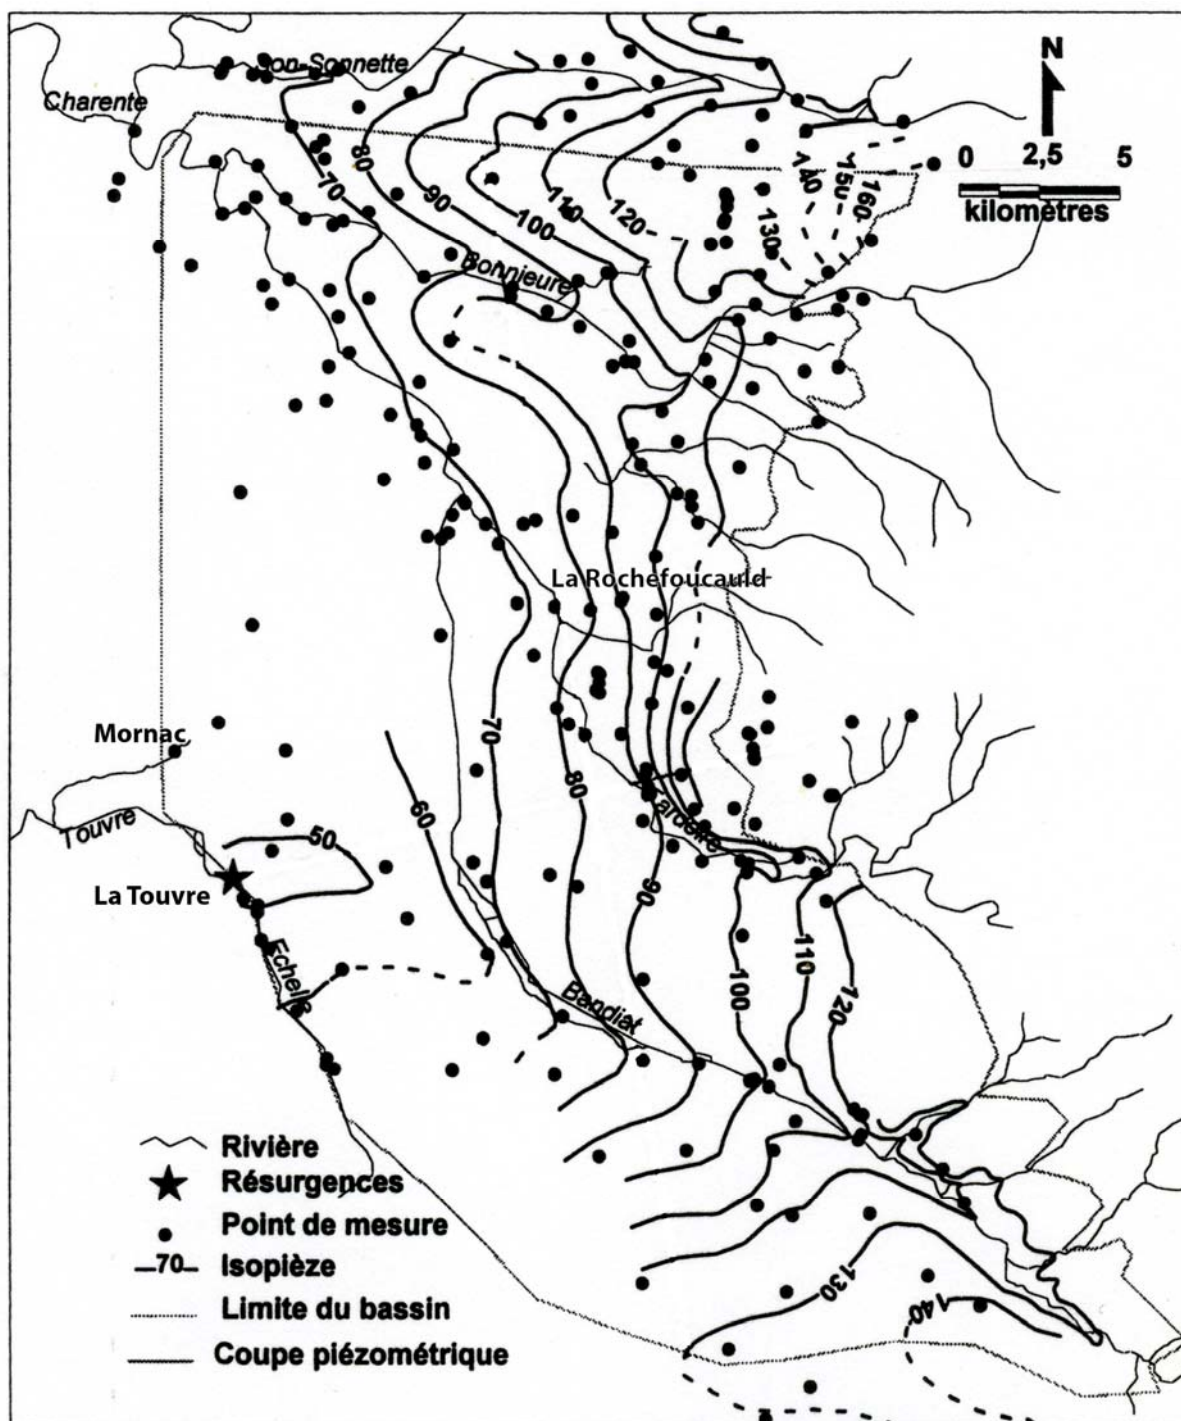 Son-Sonnette
Charente
N
0 2,5 5
kilomètres
80
70
90
100
110
120
130
140
150
160
Bonnieure
La Rochefoucauld
Mornac
Touvre
50
60
70
80
Tardoire
90
La Touvre
Echelle
Bandiat
100
110
120
130
140
Rivière
Résurgences
Point de mesure
70 Isopièze
Limite du bassin
Coupe piézométrique